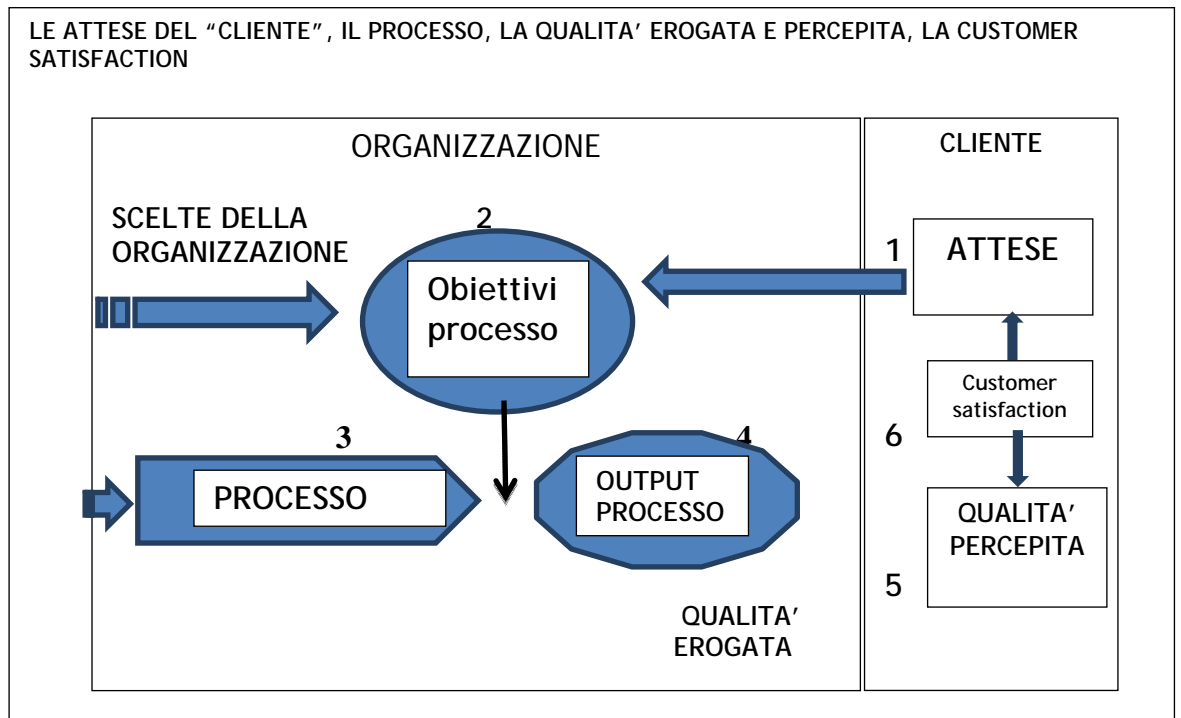 LE ATTESE DEL “CLIENTE”, IL PROCESSO, LA QUALITA’ EROGATA E PERCEPITA, LA CUSTOMER
SATISFACTION
ORGANIZZAZIONE
CLIENTE
SCELTE DELLA
ORGANIZZAZIONE
2
Obiettivi
processo
1
ATTESE
Customer
satisfaction
6
3
PROCESSO
4
OUTPUT
PROCESSO
QUALITA’
PERCEPITA
5
QUALITA’
EROGATA